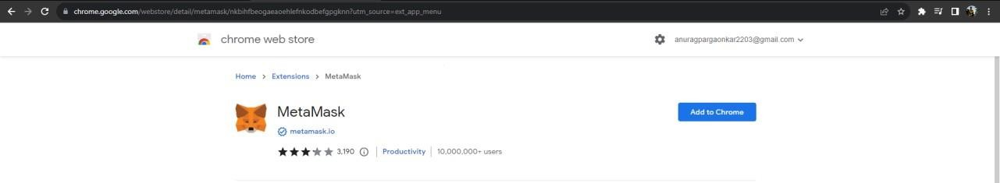 chrome.google.com/webstore/detail/metamask/nkbihfbeogaeaoehlefnkodbefgpgknn?utm_source=ext_app_menu
chrome web store
anuragpargaonkar2203@gmail.com
Home > Extensions > MetaMask
MetaMask
Add to Chrome
metamask.io
3,190 | Productivity | 10,000,000+ users